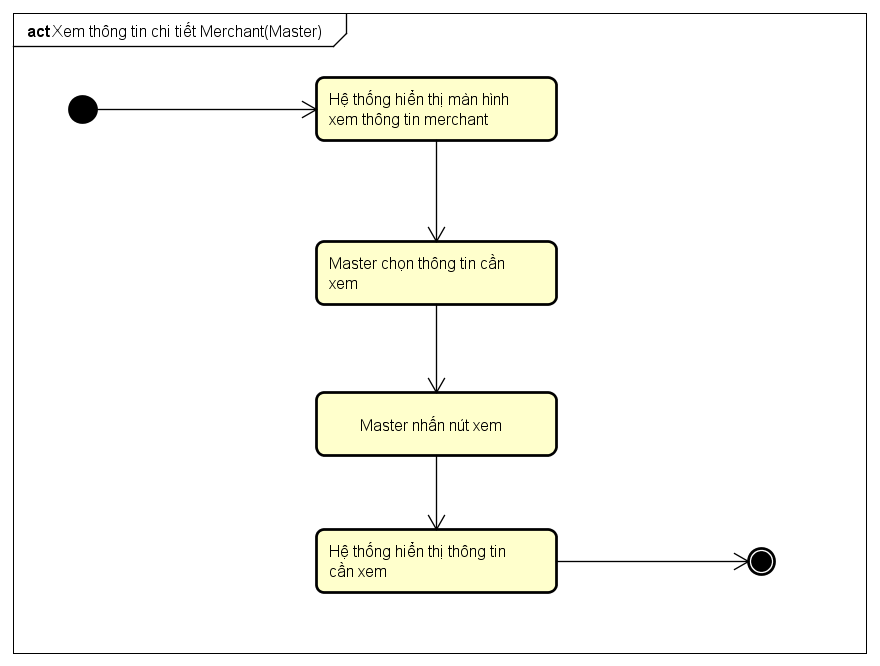 act Xem thông tin chi tiết Merchant(Master)
Hệ thống hiển thị màn hình
xem thông tin merchant
Master chọn thông tin cần
xem
Master nhấn nút xem
Hệ thống hiển thị thông tin
cần xem